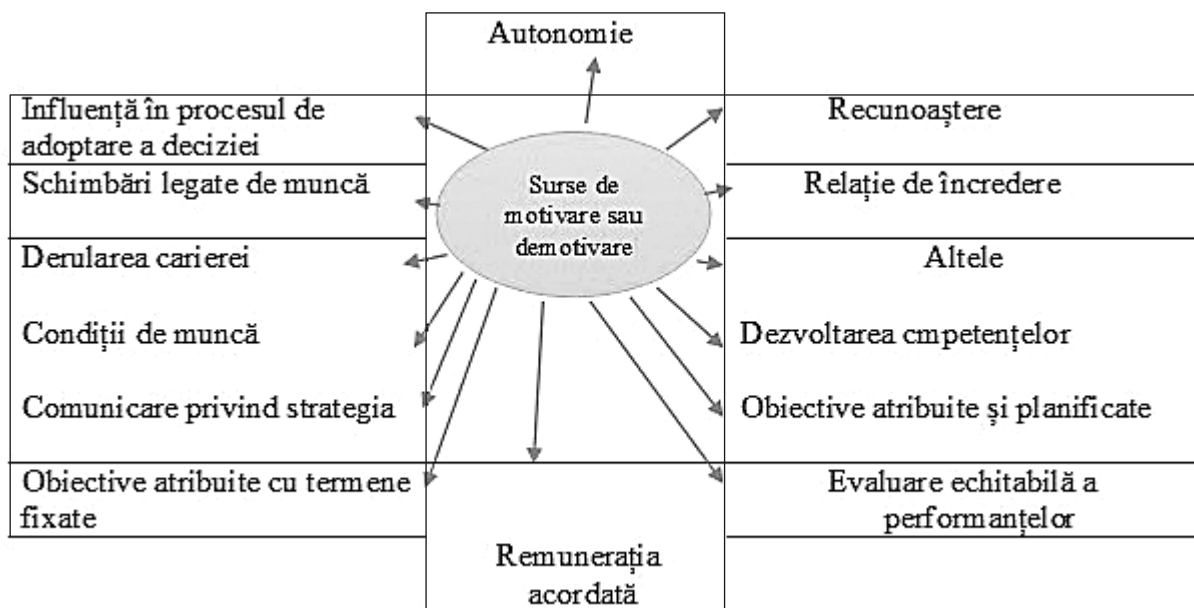 Autonomie
Influență în procesul de
adoptare a deciziei
Recunoaștere
Schimbări legate de muncă
Surse de
motivare sau
demotivare
Relație de încredere
Derularea carierei
Altele
Condiții de muncă
Dezvoltarea cmpetențelor
Comunicare privind strategia
Obiective atribuite și planificate
Obiective atribuite cu termene
fixate
Evaluare echitabilă a
performanțelor
Remunerația
acordată